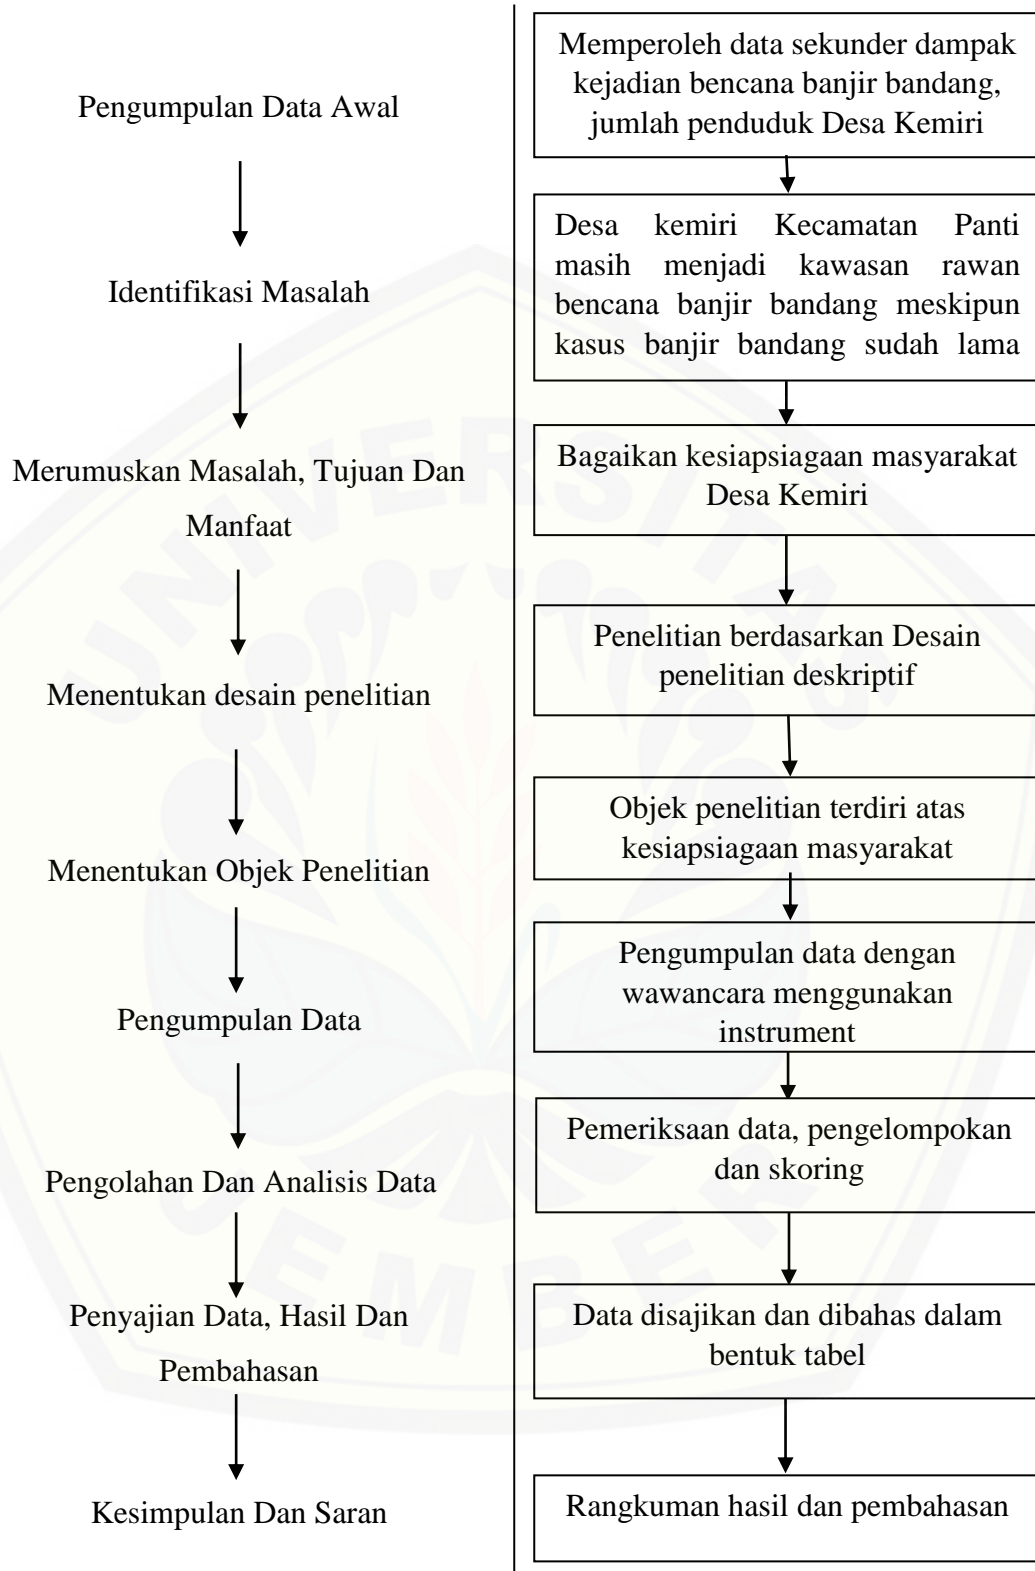 Pengumpulan Data Awal
Memperoleh data sekunder dampak
kejadian bencana banjir bandang,
jumlah penduduk Desa Kemiri
Identifikasi Masalah
Desa kemiri Kecamatan Panti
masih menjadi kawasan rawan
bencana banjir bandang meskipun
kasus banjir bandang sudah lama
Merumuskan Masalah, Tujuan Dan
Manfaat
Bagaikan kesiapsiagaan masyarakat
Desa Kemiri
Menentukan desain penelitian
Penelitian berdasarkan Desain
penelitian deskriptif
Menentukan Objek Penelitian
Objek penelitian terdiri atas
kesiapsiagaan masyarakat
Pengumpulan Data
Pengumpulan data dengan
wawancara menggunakan
instrument
Pengolahan Dan Analisis Data
Pemeriksaan data, pengelompokan
dan skoring
Penyajian Data, Hasil Dan
Pembahasan
Data disajikan dan dibahas dalam
bentuk tabel
Kesimpulan Dan Saran
Rangkuman hasil dan pembahasan
UNIVERSITAS
JEMBER